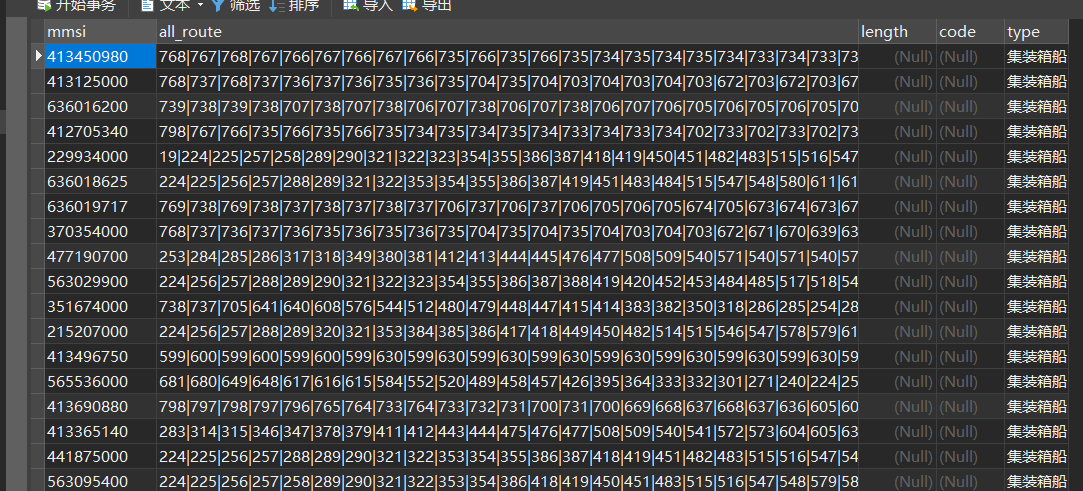 开始事务 文本 筛选 排序 导入 导出
mmsi all_route length code type
413450980 768|767|768|767|766|767|766|767|766|735|766|735|766|735|734|735|734|735|734|733|734|733|73 (Null) (Null) 集装箱船
413125000 768|737|768|737|736|737|736|735|736|735|704|735|704|703|704|703|704|703|672|703|672|703|67 (Null) (Null) 集装箱船
636016200 739|738|739|738|707|738|707|738|706|707|738|706|707|738|706|707|706|705|706|705|706|705|70 (Null) (Null) 集装箱船
412705340 798|767|766|735|766|735|766|735|734|735|734|735|734|733|734|733|734|702|733|702|733|702|73 (Null) (Null) 集装箱船
229934000 19|224|225|257|258|289|290|321|322|323|354|355|386|387|418|419|450|451|482|483|515|516|547 (Null) (Null) 集装箱船
636018625 224|225|256|257|288|289|321|322|353|354|355|386|387|419|451|483|484|515|547|548|580|611|61 (Null) (Null) 集装箱船
636019717 769|738|769|738|737|738|737|738|737|706|737|706|737|706|705|706|705|674|705|673|674|673|67 (Null) (Null) 集装箱船
370354000 768|737|736|737|736|735|736|735|736|735|704|735|704|735|704|703|704|703|672|671|670|639|63 (Null) (Null) 集装箱船
477190700 253|284|285|286|317|318|349|380|381|412|413|444|445|476|477|508|509|540|571|540|571|540|57 (Null) (Null) 集装箱船
563029900 224|256|257|288|289|290|321|322|323|354|386|387|388|419|420|452|453|484|485|517|518|54 (Null) (Null) 集装箱船
351674000 738|737|705|641|640|608|576|544|512|480|479|448|447|415|414|383|382|350|318|286|285|254|28 (Null) (Null) 集装箱船
215207000 224|256|257|288|289|320|321|353|384|385|386|417|418|449|450|482|514|515|546|547|578|579|61 (Null) (Null) 集装箱船
413496750 599|600|599|600|599|600|599|630|599|630|599|630|599|630|599|630|599|630|599|630|599|630|59 (Null) (Null) 集装箱船
565536000 681|680|649|648|617|616|615|584|552|520|489|458|457|426|395|364|333|332|301|271|240|224|25 (Null) (Null) 集装箱船
413690880 798|797|798|797|796|765|764|733|764|733|732|731|700|731|700|669|668|637|668|637|636|605|60 (Null) (Null) 集装箱船
413365140 283|314|315|346|347|378|379|411|412|443|444|475|476|477|508|509|540|541|572|573|604|605|63 (Null) (Null) 集装箱船
441875000 224|225|256|257|288|289|290|321|322|353|354|355|386|387|418|419|451|482|483|515|516|547|54 (Null) (Null) 集装箱船
563095400 224|225|256|257|258|289|290|321|322|353|354|386|418|419|450|451|483|515|516|547|548|579|58 (Null) (Null) 集装箱船